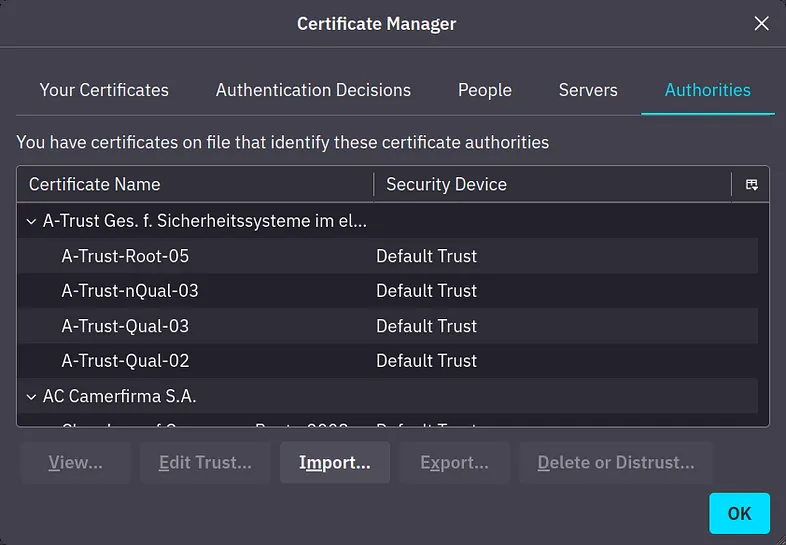 Certificate Manager
Your Certificates Authentication Decisions People Servers Authorities
You have certificates on file that identify these certificate authorities
Certificate Name Security Device
A-Trust Ges. f. Sicherheitssysteme im el...
A-Trust-Root-05 Default Trust
A-Trust-nQual-03 Default Trust
A-Trust-Qual-03 Default Trust
A-Trust-Qual-02 Default Trust
AC Camerfirma S.A.
View... Edit Trust... Import... Export... Delete or Distrust...
OK